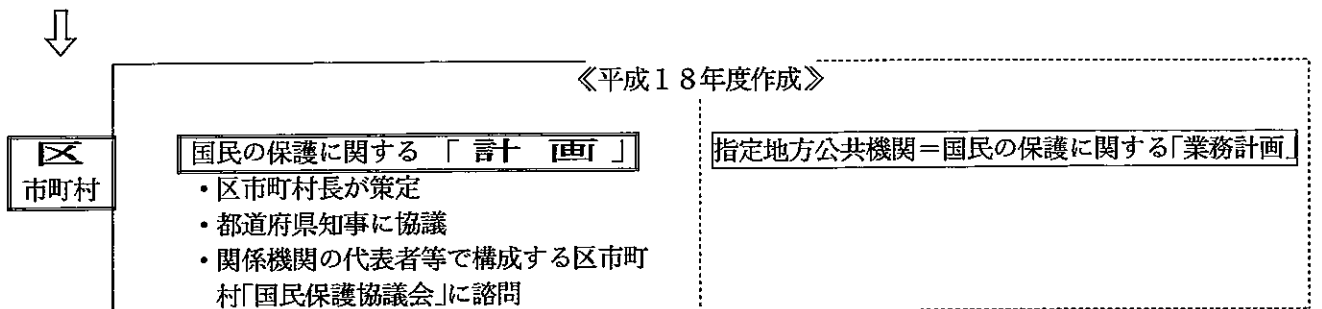 《平成18年度作成》
区
市町村
国民の保護に関する「計画」
・区市町村長が策定
・都道府県知事に協議
・関係機関の代表者等で構成する区市町
村「国民保護協議会」に諮問
指定地方公共機関=国民の保護に関する「業務計画」